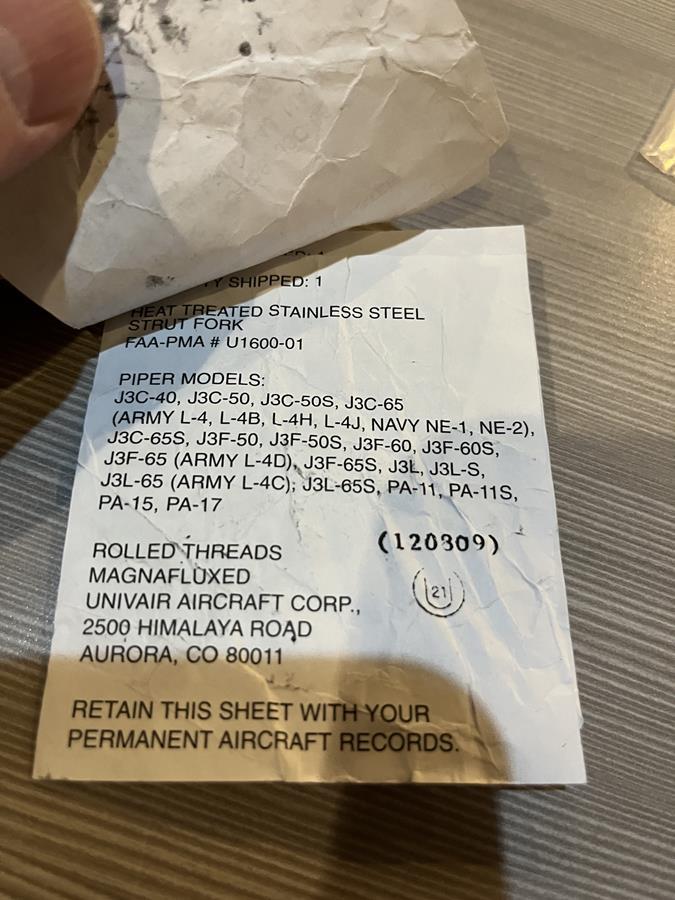 Y SHIPPED: 1
HEAT TREATED STAINLESS STEEL
STRUT FORK
FAA-PMA # U1600-01
PIPER MODELS:
J3C-40, J3C-50, J3C-50S, J3C-65
(ARMY L-4, L-4B, L-4H, L-4J, NAVY NE-1, NE-2),
J3C-65S, J3F-50, J3F-50S, J3F-60, J3F-60S,
J3F-65 (ARMY L-4D), J3F-65S, J3L, J3L-S,
J3L-65 (ARMY L-4C); J3L-65S, PA-11, PA-11S,
PA-15, PA-17
(120309)
ROLLED THREADS
MAGNAFLUXED
21
UNIVAIR AIRCRAFT CORP.,
2500 HIMALAYA ROAD
AURORA, CO 80011
RETAIN THIS SHEET WITH YOUR
PERMANENT AIRCRAFT RECORDS.